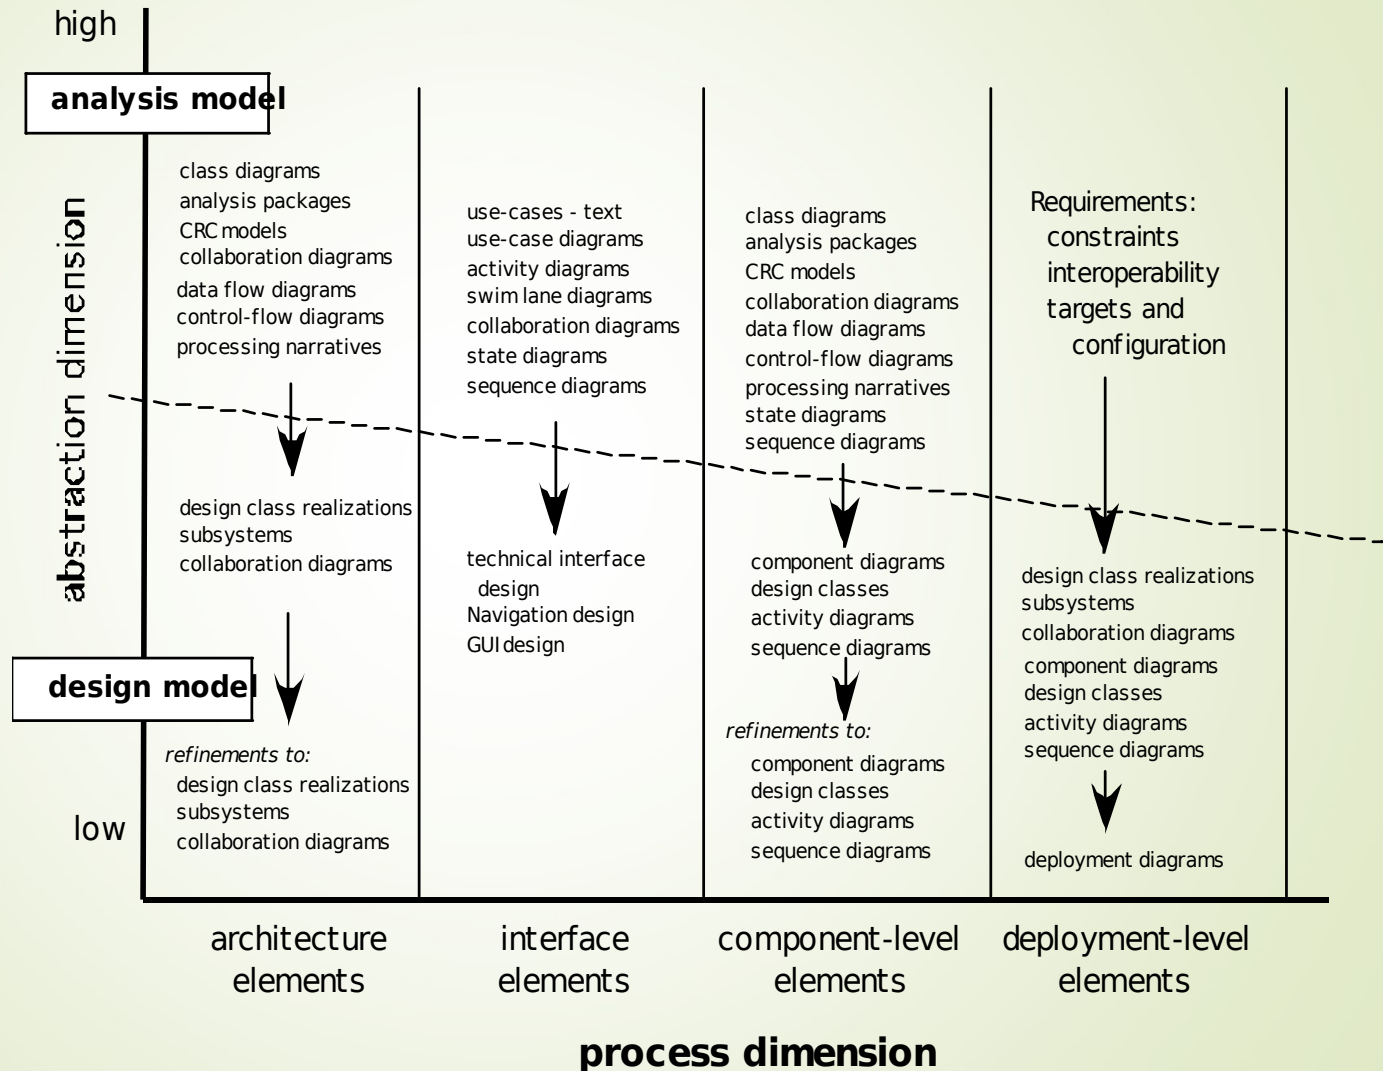 high
analysis model
abstraction dimension
class diagrams
analysis packages
CRC models
collaboration diagrams
data flow diagrams
control-flow diagrams
processing narratives
design class realizations
subsystems
collaboration diagrams
design model
refinements to:
design class realizations
subsystems
collaboration diagrams
low
use-cases - text
use-case diagrams
activity diagrams
swim lane diagrams
collaboration diagrams
state diagrams
sequence diagrams
technical interface
design
Navigation design
GUI design
class diagrams
analysis packages
CRC models
collaboration diagrams
data flow diagrams
control-flow diagrams
processing narratives
state diagrams
sequence diagrams
component diagrams
design classes
activity diagrams
sequence diagrams
refinements to:
component diagrams
design classes
activity diagrams
sequence diagrams
Requirements:
constraints
interoperability
targets and
configuration
design class realizations
subsystems
collaboration diagrams
component diagrams
design classes
activity diagrams
sequence diagrams
deployment diagrams
architecture
elements
interface
elements
component-level
elements
deployment-level
elements
process dimension